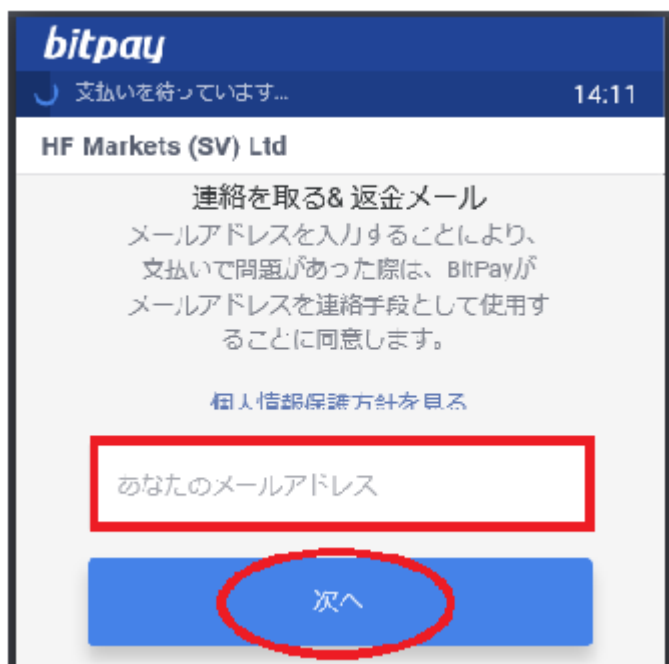 bitpay
支払いを待っています... 14:11
HF Markets (SV) Ltd
連絡を取る& 返金メール
メールアドレスを入力することにより、
支払いで問題があった際は、BitPayが
メールアドレスを連絡手段として使用す
ることに同意します。
個人情報保護方針を見る
あなたのメールアドレス
次へ